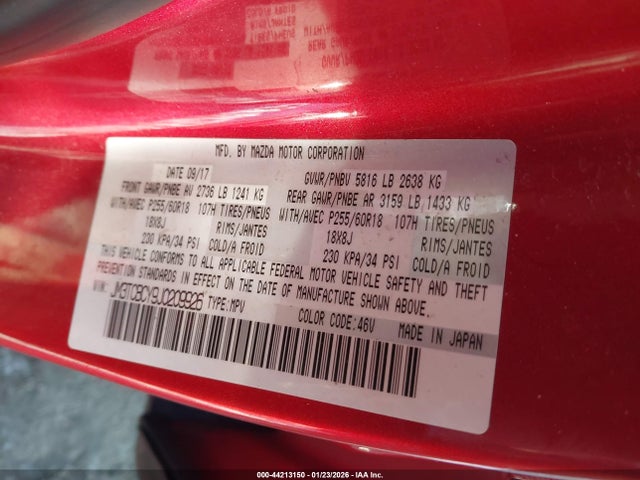 MFD. BY MAZDA MOTOR CORPORATION
DATE 09/17 GVWR/PNBV 5816 LB 2638 KG
FRONT GAWR/PNBE AV 2736 LB 1241 KG REAR GAWR/PNBE AR 3159 LB 1433 KG
WITH/AVEC P255/60R18 107H TIRES/PNEUS WITH/AVEC P255/60R18 107H TIRES/PNEUS
18X8J RIMS/JANTES 18X8J RIMS/JANTES
230 KPA/34 PSI COLD/A FROID 230 KPA/34 PSI COLD/A FROID
THIS VEHICLE CONFORMS TO ALL APPLICABLE FEDERAL MOTOR VEHICLE SAFETY AND THEFT
PREVENTION STANDARDS IN EFFECT ON THE DATE OF MANUFACTURE SHOWN ABOVE.
VIN: JM3TCBCY9J0209926 TYPE:MPV
COLOR CODE:46V MADE IN JAPAN
000-44213150 - 01/23/2026 - IAAI.COM